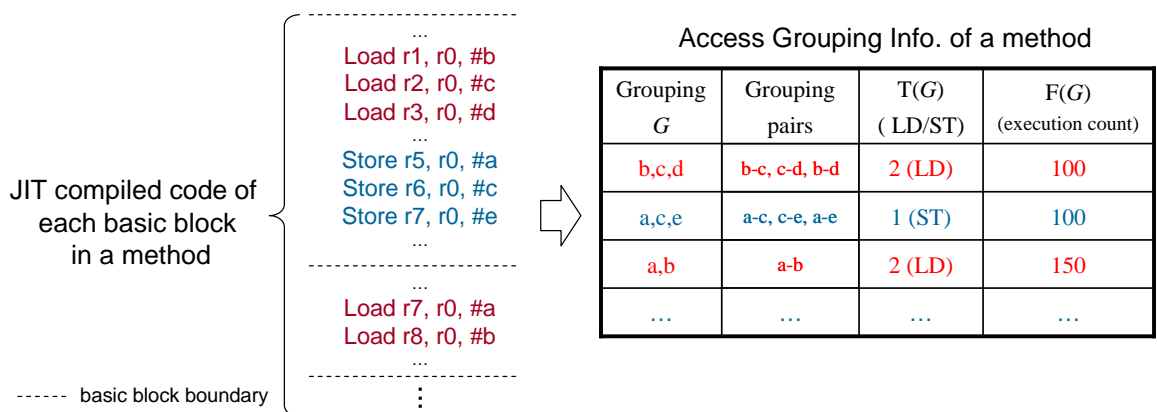 JIT compiled code of
each basic block
in a method
------ basic block boundary
...
Load r1, r0, #b
Load r2, r0, #c
Load r3, r0, #d
...
Store r5, r0, #a
Store r6, r0, #c
Store r7, r0, #e
...
...
Load r7, r0, #a
Load r8, r0, #b
...
⋮
Access Grouping Info. of a method
Grouping G Grouping pairs T(G) ( LD/ST) F(G) (execution count)
b,c,d b-c, c-d, b-d 2 (LD) 100
a,c,e a-c, c-e, a-e 1 (ST) 100
a,b a-b 2 (LD) 150
... ... ... ...